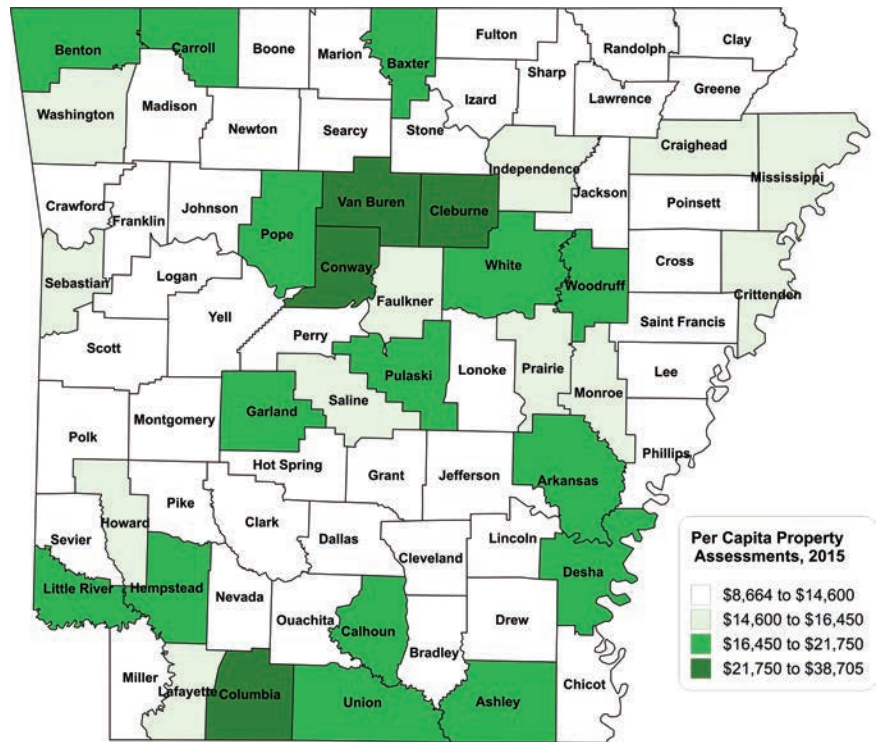 Benton
Carroll
Boone
Marion
Baxter
Fulton
Randolph
Clay
Sharp
Izard
Lawrence
Greene
Washington
Madison
Newton
Searcy
Stone
Independence
Craighead
Mississippi
Jackson
Poinsett
Crawford
Franklin
Johnson
Pope
Van Buren
Cleburne
Conway
White
Woodruff
Cross
Crittenden
Sebastian
Logan
Yell
Faulkner
Saint Francis
Scott
Perry
Pulaski
Lonoke
Prairie
Lee
Monroe
Garland
Saline
Montgomery
Polk
Phillips
Hot Spring
Grant
Jefferson
Arkansas
Howard
Pike
Clark
Sevier
Dallas
Cleveland
Lincoln
Desha
Little River
Hempstead
Nevada
Ouachita
Calhoun
Bradley
Drew
Miller
Lafayette
Columbia
Union
Ashley
Chicot
Per Capita Property
Assessments, 2015
$8,664 to $14,600
$14,600 to $16,450
$16,450 to $21,750
$21,750 to $38,705